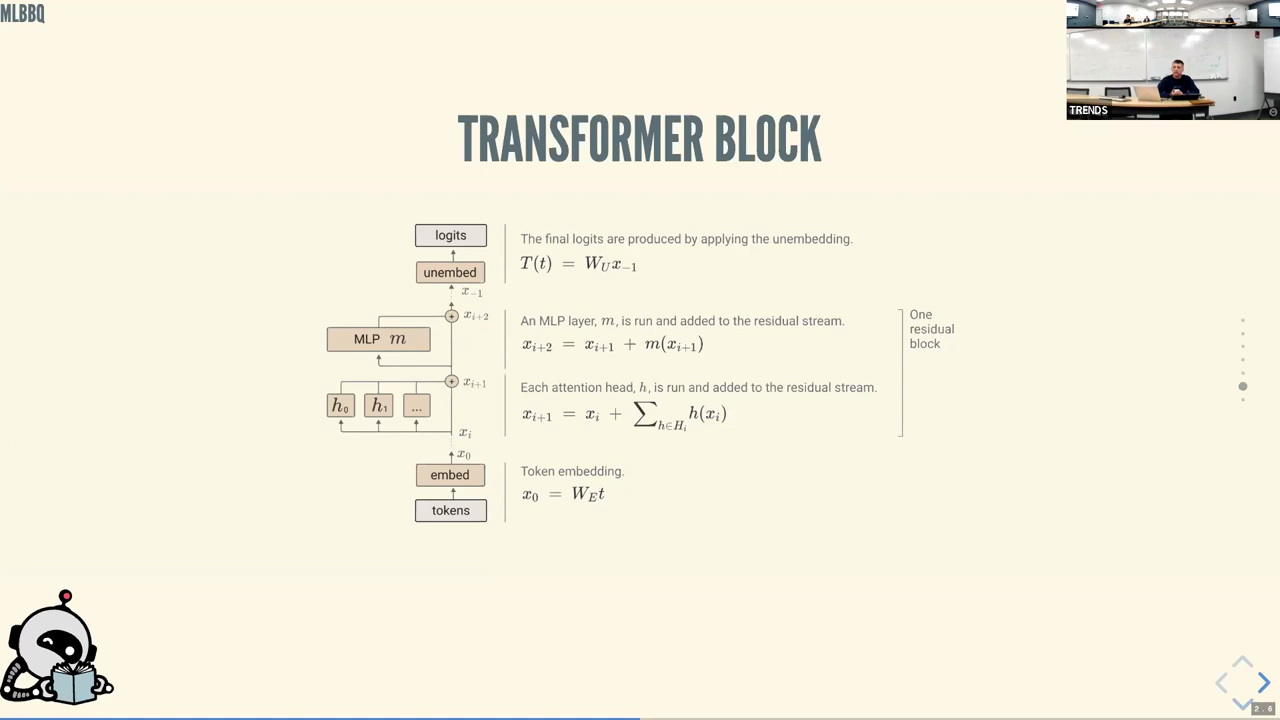 MLBBQ
TRENDS
TRANSFORMER BLOCK
logits
The final logits are produced by applying the unembedding.
unembed
T(t) = W_U x_{-1}
x_{-1}
x_{i+2}
An MLP layer, m, is run and added to the residual stream.
One
residual
block
MLP m
x_{i+2} = x_{i+1} + m(x_{i+1})
x_{i+1}
Each attention head, h, is run and added to the residual stream.
h_0 h_1 ...
x_{i+1} = x_i + ∑_{h∈H_i} h(x_i)
x_i
x_0
embed
Token embedding.
x_0 = W_E t
tokens
2.6